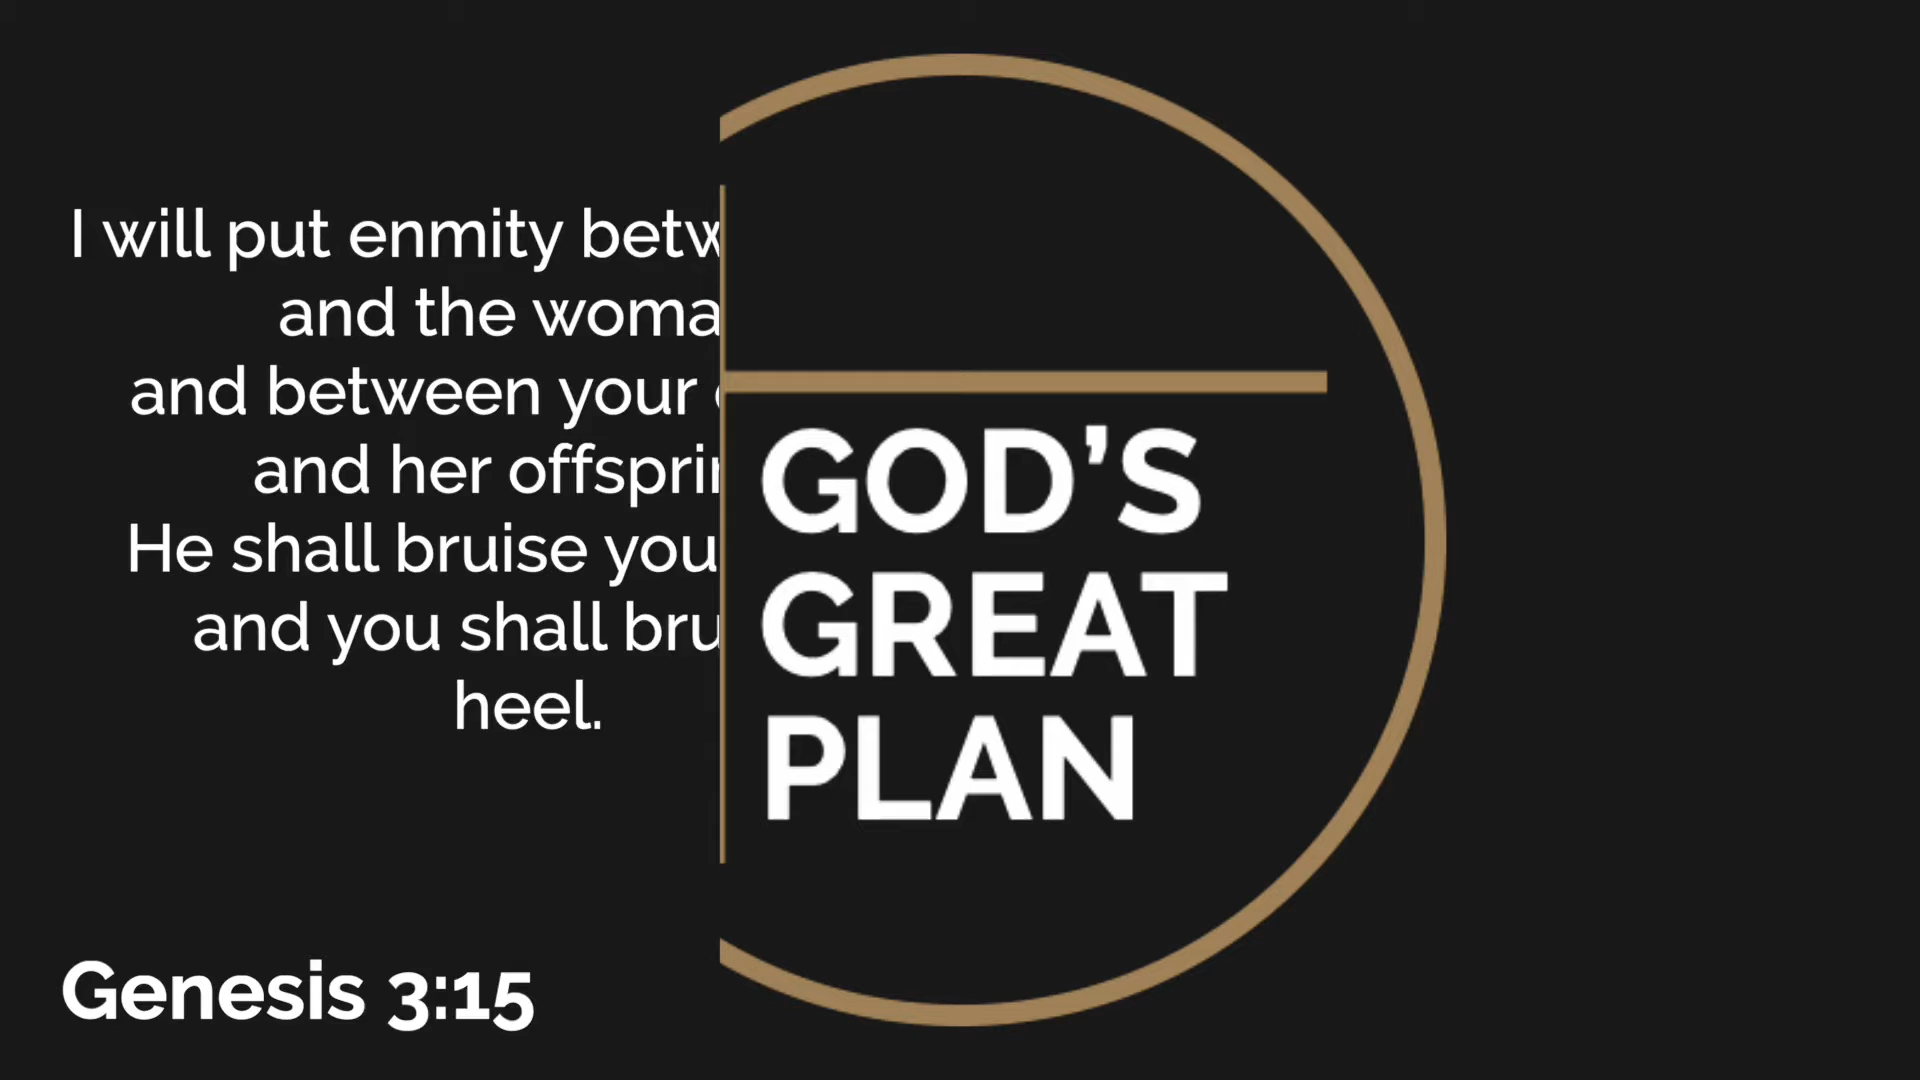 I will put enmity betw
and the woma
and between your
and her offsprin
He shall bruise you
and you shall bru
heel.
Genesis 3:15
GOD’S
GREAT
PLAN